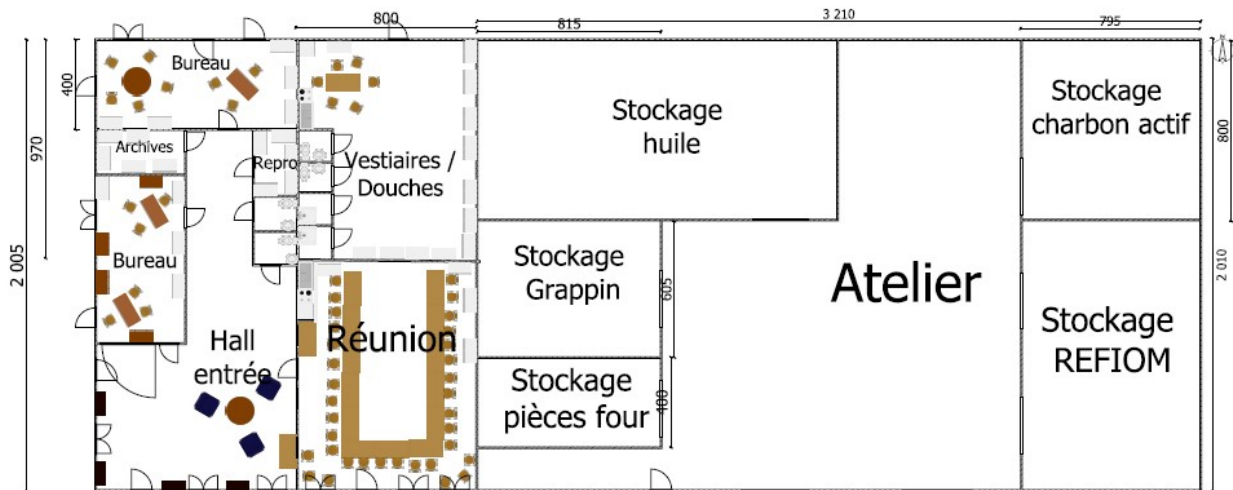 3 210
800
815
795
400
970
2 005
Bureau
Archives
Repro
Vestiaires /
Douches
Bureau
Hall
entrée
Réunion
Stockage
huile
Stockage
Grappin
605
Stockage
pièces four
400
Atelier
Stockage
charbon actif
800
Stockage
REFIOM
2 010